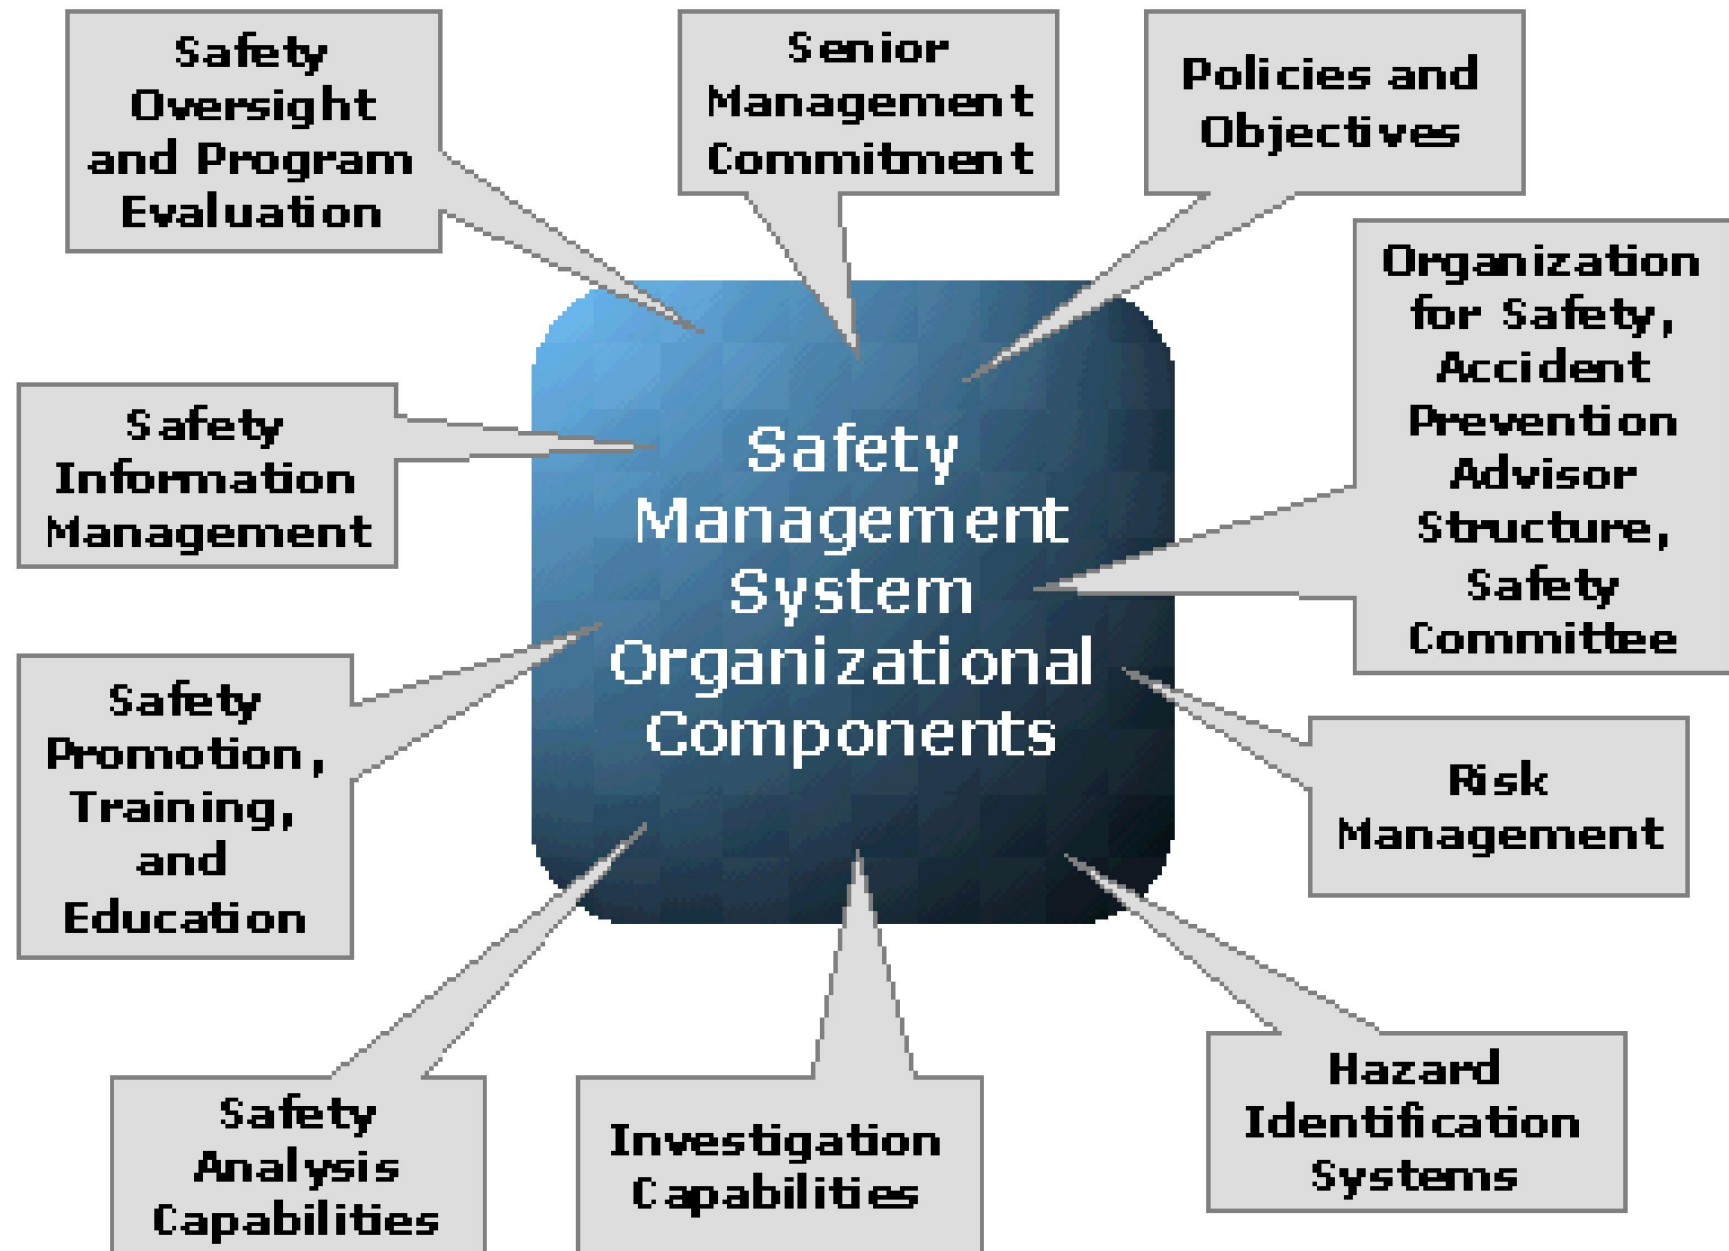 Safety
Oversight
and Program
Evaluation
Senior
Management
Commitment
Policies and
Objectives
Organization
for Safety,
Accident
Prevention
Advisor
Structure,
Safety
Committee
Safety
Information
Management
Safety
Management
System
Organizational
Components
Safety
Promotion,
Training,
and
Education
Risk
Management
Safety
Analysis
Capabilities
Investigation
Capabilities
Hazard
Identification
Systems